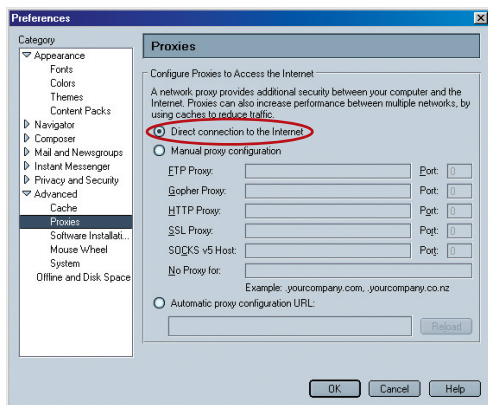 Preferences
Category
Appearance
Fonts
Colors
Themes
Content Packs
Navigator
Composer
Mail and Newsgroups
Instant Messenger
Privacy and Security
Advanced
Cache
Proxies
Software Installati...
Mouse Wheel
System
Offline and Disk Space
Proxies
Configure Proxies to Access the Internet
A network proxy provides additional security between your computer and the
Internet. Proxies can also increase performance between multiple networks, by
using caches to reduce traffic.
Direct connection to the Internet
Manual proxy configuration
FTP Proxy: Port: 0
Gopher Proxy: Port: 0
HTTP Proxy: Port: 0
SSL Proxy: Port: 0
SOCKS v5 Host: Port: 0
No Proxy for:
Example: .yourcompany.com, .yourcompany.co.nz
Automatic proxy configuration URL:
Reload
OK Cancel Help